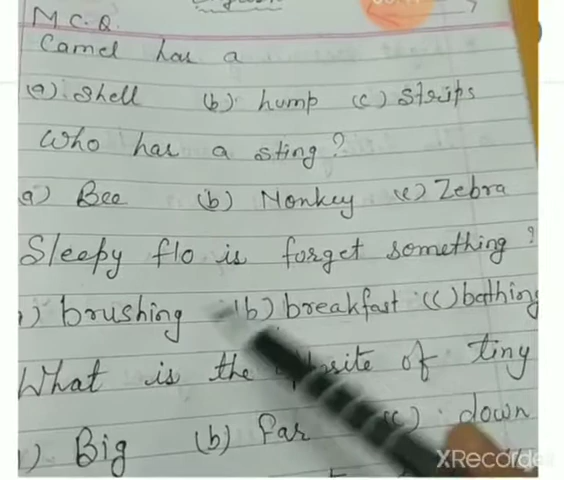 M.C.Q.
Camel has a
(a) Shell (b) hump (c) Strips
Who has a sting?
a) Bee (b) Monkey (c) Zebra
Sleepy flo is forget something?
) brushing (b) breakfast (c) bathing
What is the of tiny
) Big (b) Far (c) down
XRecorder